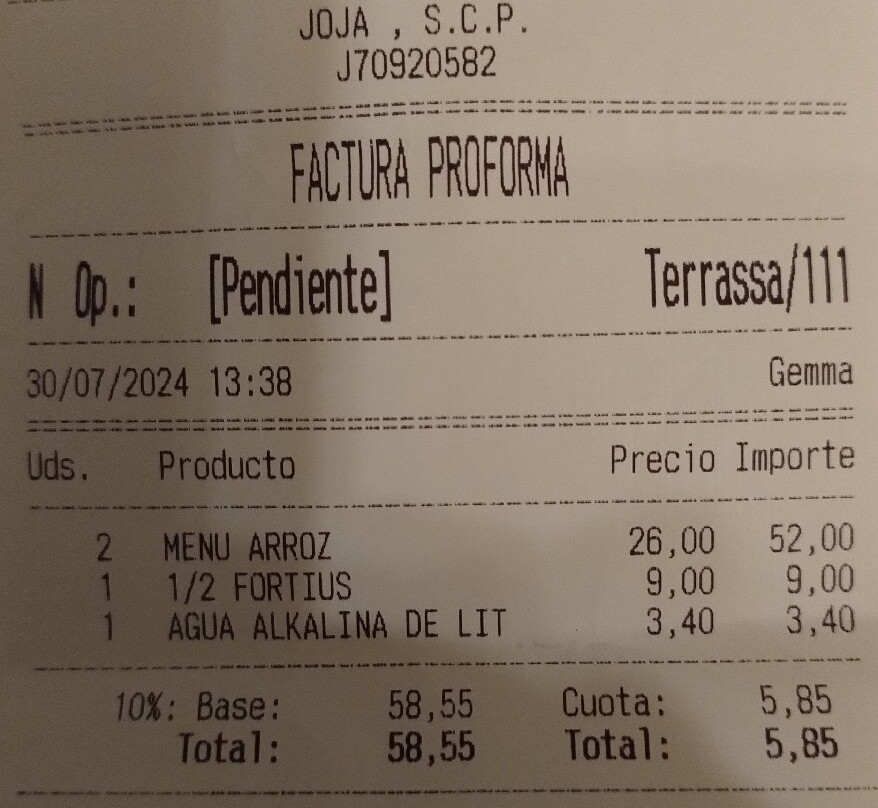 JOJA , S.C.P.
J70920582
FACTURA PROFORMA
N Op.: [Pendiente] Terrassa/111
30/07/2024 13:38 Gemma
Uds. Producto Precio Importe
2 MENU ARROZ 26,00 52,00
1 1/2 FORTIUS 9,00 9,00
1 AGUA ALKALINA DE LIT 3,40 3,40
10%: Base: 58,55 Cuota: 5,85
Total: 58,55 Total: 5,85